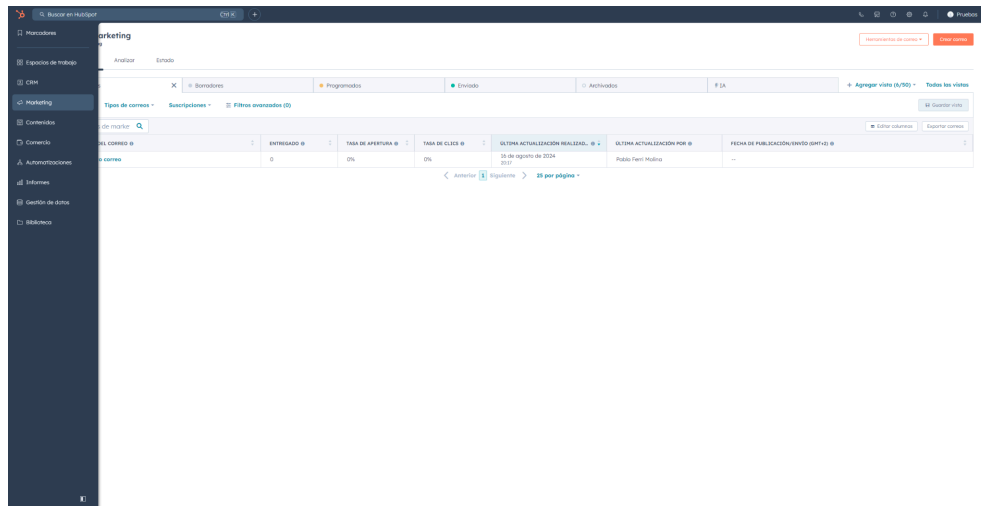 Buscar en HubSpot Ctrl K Pruebas
Marcadores
Espacios de trabajo
CRM
Marketing
Contenidos
Comercio
Automatizaciones
Informes
Gestión de datos
Biblioteca
arketing
Herramientas de correo Crear correo
Analizar Estado
Borradores Programados Enviado Archivados IA + Agregar vista (6/50) Todas las vistas
Tipos de correos Suscripciones Filtros avanzados (0) Guardar vista
de marke Editar columnas Exportar correos
DEL CORREO ENTREGADO TASA DE APERTURA TASA DE CLICS ÚLTIMA ACTUALIZACIÓN REALIZAD... ÚLTIMA ACTUALIZACIÓN POR FECHA DE PUBLICACIÓN/ENVÍO (GMT+2)
o correo 0 0% 0% 16 de agosto de 2024 Pablo Ferri Molina --
20:17
Anterior 1 Siguiente 25 por página